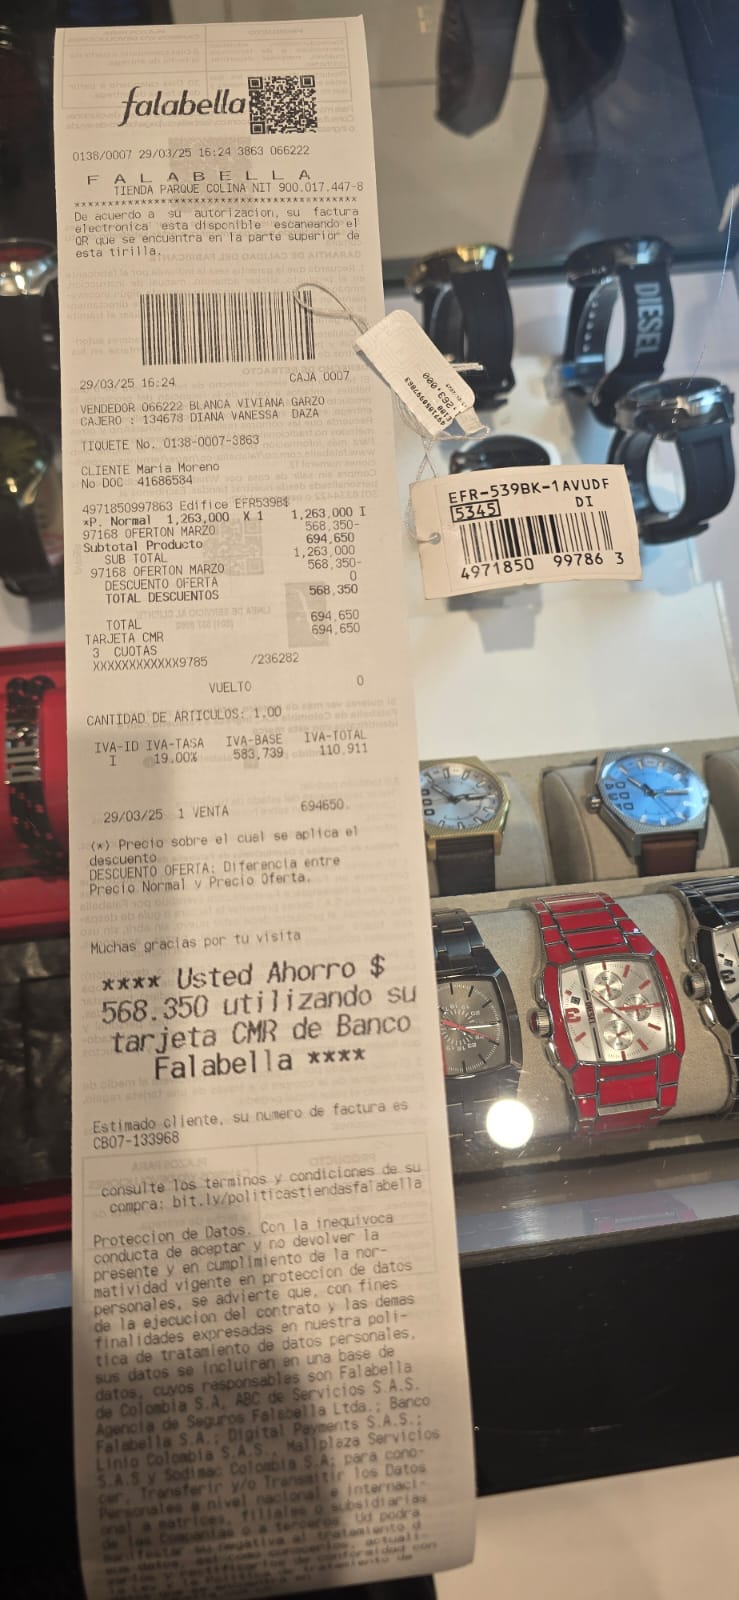 falabella
0138/0007 29/03/25 16:24 3863 066222
F A L A B E L L A
TIENDA PARQUE COLINA NIT 900.017.447-8
De acuerdo a su autorizacion, su factura
electronica esta disponible escaneando el
QR que se encuentra en la parte superior de
esta tirilla.
29/03/25 16:24 CAJA 0007
VENDEDOR 066222 BLANCA VIVIANA GARZO
CAJERO : 134678 DIANA VANESSA DAZA
TIQUETE No. 0138-0007-3863
CLIENTE Maria Moreno
No DOC 41686584
4971850997863 Edifice EFR539B$
*P. Normal 1,263,000 X 1 1,263,000 I
97168 OFERTON MARZO 568,350-
Subtotal Producto 694,650
SUB TOTAL 1,263,000
97168 OFERTON MARZO 568,350-
DESCUENTO OFERTA 0
TOTAL DESCUENTOS 568,350
TOTAL 694,650
TARJETA CMR 694,650
3 CUOTAS
XXXXXXXXXXXX9785 /236282
VUELTO 0
CANTIDAD DE ARTICULOS: 1.00
IVA-ID IVA-TASA IVA-BASE IVA-TOTAL
I 19.00% 583,739 110,911
29/03/25 1 VENTA 694650.
(*) Precio sobre el cual se aplica el
descuento
DESCUENTO OFERTA: Diferencia entre
Precio Normal y Precio Oferta.
Muchas gracias por tu visita
**** Usted Ahorro $
568.350 utilizando su
tarjeta CMR de Banco
Falabella ****
Estimado cliente, su numero de factura es
CB07-133968
consulte los terminos y condiciones de su
compra: bit.ly/politicastiendasfalabella
Proteccion de Datos. Con la inequivoca
conducta de aceptar y no devolver la
presente y en cumplimiento de la nor-
matividad vigente en proteccion de datos
personales, se advierte que, con fines
de la ejecucion del contrato y las demas
finalidades expresadas en nuestra poli-
tica de tratamiento de datos personales,
sus datos se incluiran en una base de
datos, cuyos responsables son Falabella
de Colombia S.A, ABC de Servicios S.A.S.
Agencia de Seguros Falabella Ltda.; Banco
Falabella S.A.; Digital Payments S.A.S.;
Linio Colombia S.A.S., Mallplaza Servicios
S.A.S y Sodimac Colombia S.A; para cono-
cer, Transferir y/o Transmitir los Datos
Personales a nivel nacional e internaci-
onal a matrices, filiales o subsidiarias
de las Companias o a terceros. Ud podra
EFR-539BK-1AVUDF
5345 DI
4971850 99786 3
4971850997863
263,000
DIESEL
DIESEL